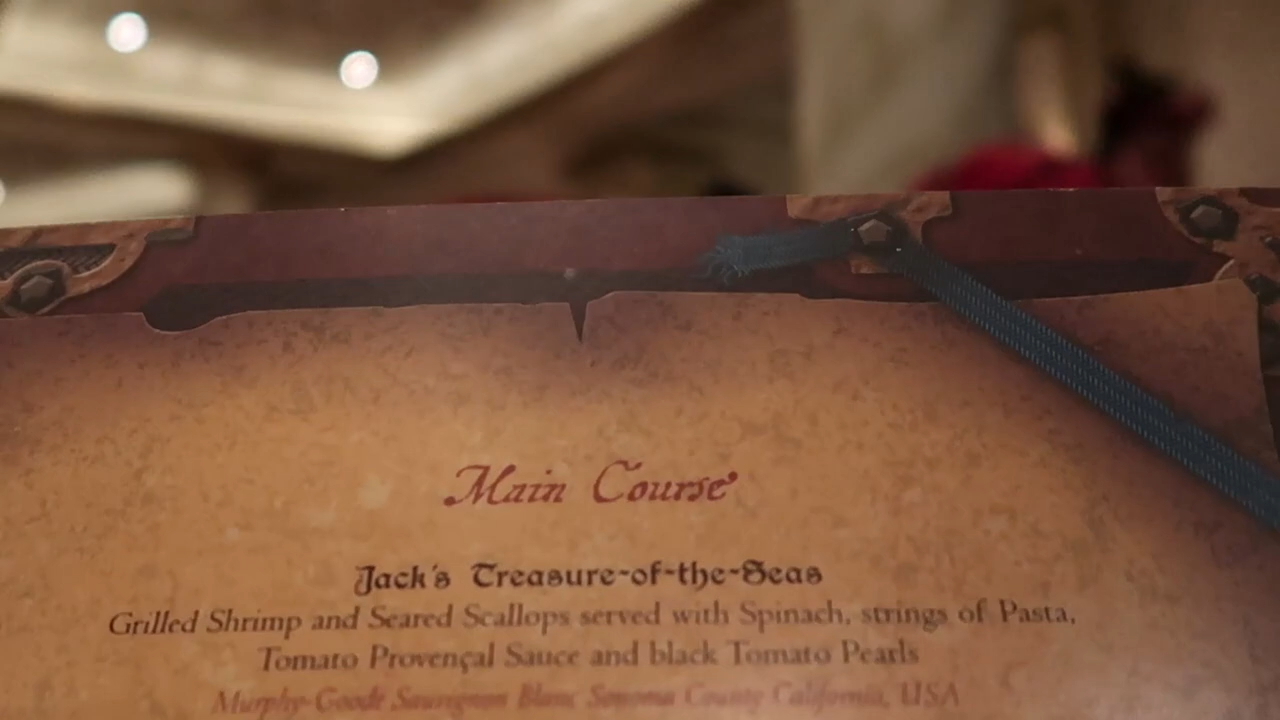 Main Course
Jack's Treasure-of-the-Seas
Grilled Shrimp and Seared Scallops served with Spinach, strings of Pasta,
Tomato Provençal Sauce and black Tomato Pearls
Murphy-Goode Sauvignon Blanc Sonoma County California, USA